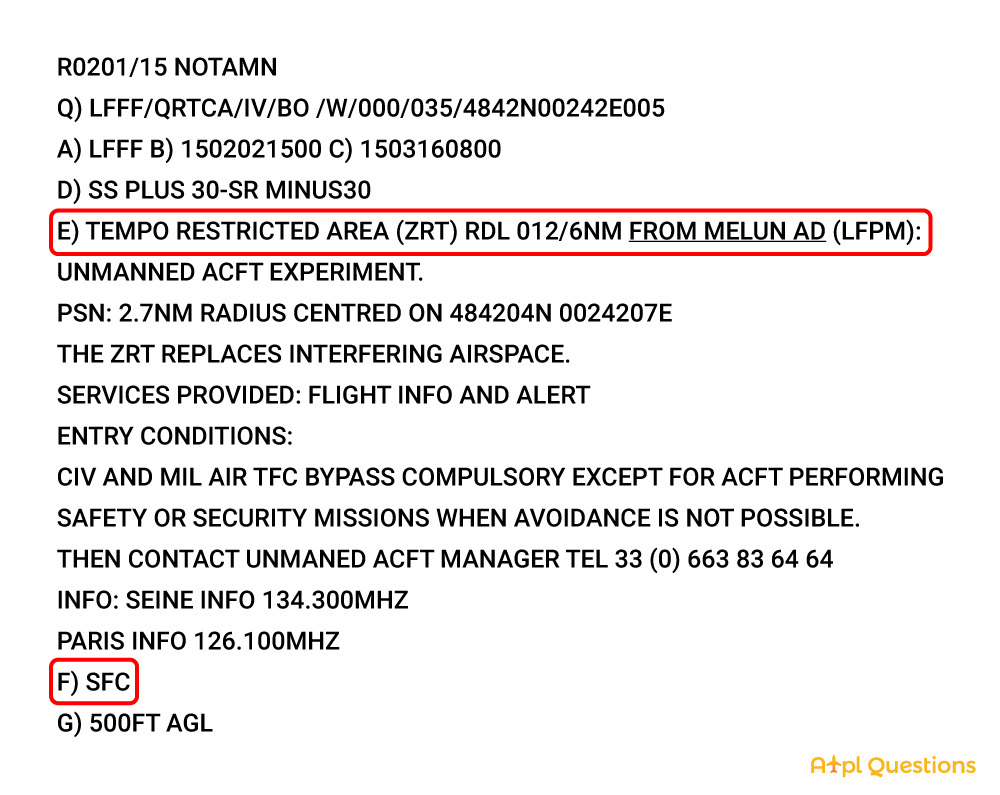 R0201/15 NOTAMN
Q) LFFF/QRTCA/IV/BO /W/000/035/4842N00242E005
A) LFFF B) 1502021500 C) 1503160800
D) SS PLUS 30-SR MINUS30
E) TEMPO RESTRICTED AREA (ZRT) RDL 012/6NM FROM MELUN AD (LFPM):
UNMANNED ACFT EXPERIMENT.
PSN: 2.7NM RADIUS CENTRED ON 484204N 0024207E
THE ZRT REPLACES INTERFERING AIRSPACE.
SERVICES PROVIDED: FLIGHT INFO AND ALERT
ENTRY CONDITIONS:
CIV AND MIL AIR TFC BYPASS COMPULSORY EXCEPT FOR ACFT PERFORMING
SAFETY OR SECURITY MISSIONS WHEN AVOIDANCE IS NOT POSSIBLE.
THEN CONTACT UNMANED ACFT MANAGER TEL 33 (0) 663 83 64 64
INFO: SEINE INFO 134.300MHZ
PARIS INFO 126.100MHZ
F) SFC
G) 500FT AGL
Atpl Questions